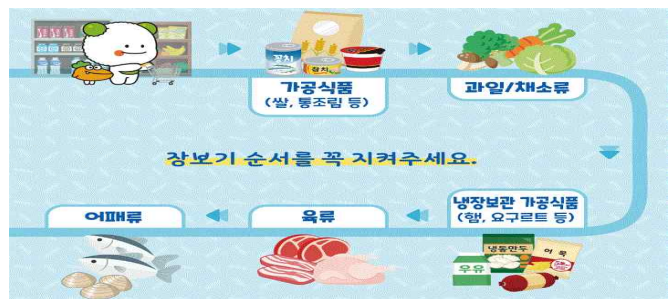 꽁치
참치
가공식품
(쌀, 통조림 등)
과일/채소류
장보기 순서를 꼭 지켜주세요.
냉장보관 가공식품
(햄, 요구르트 등)
육류
어패류
냉동만두
어묵
우유